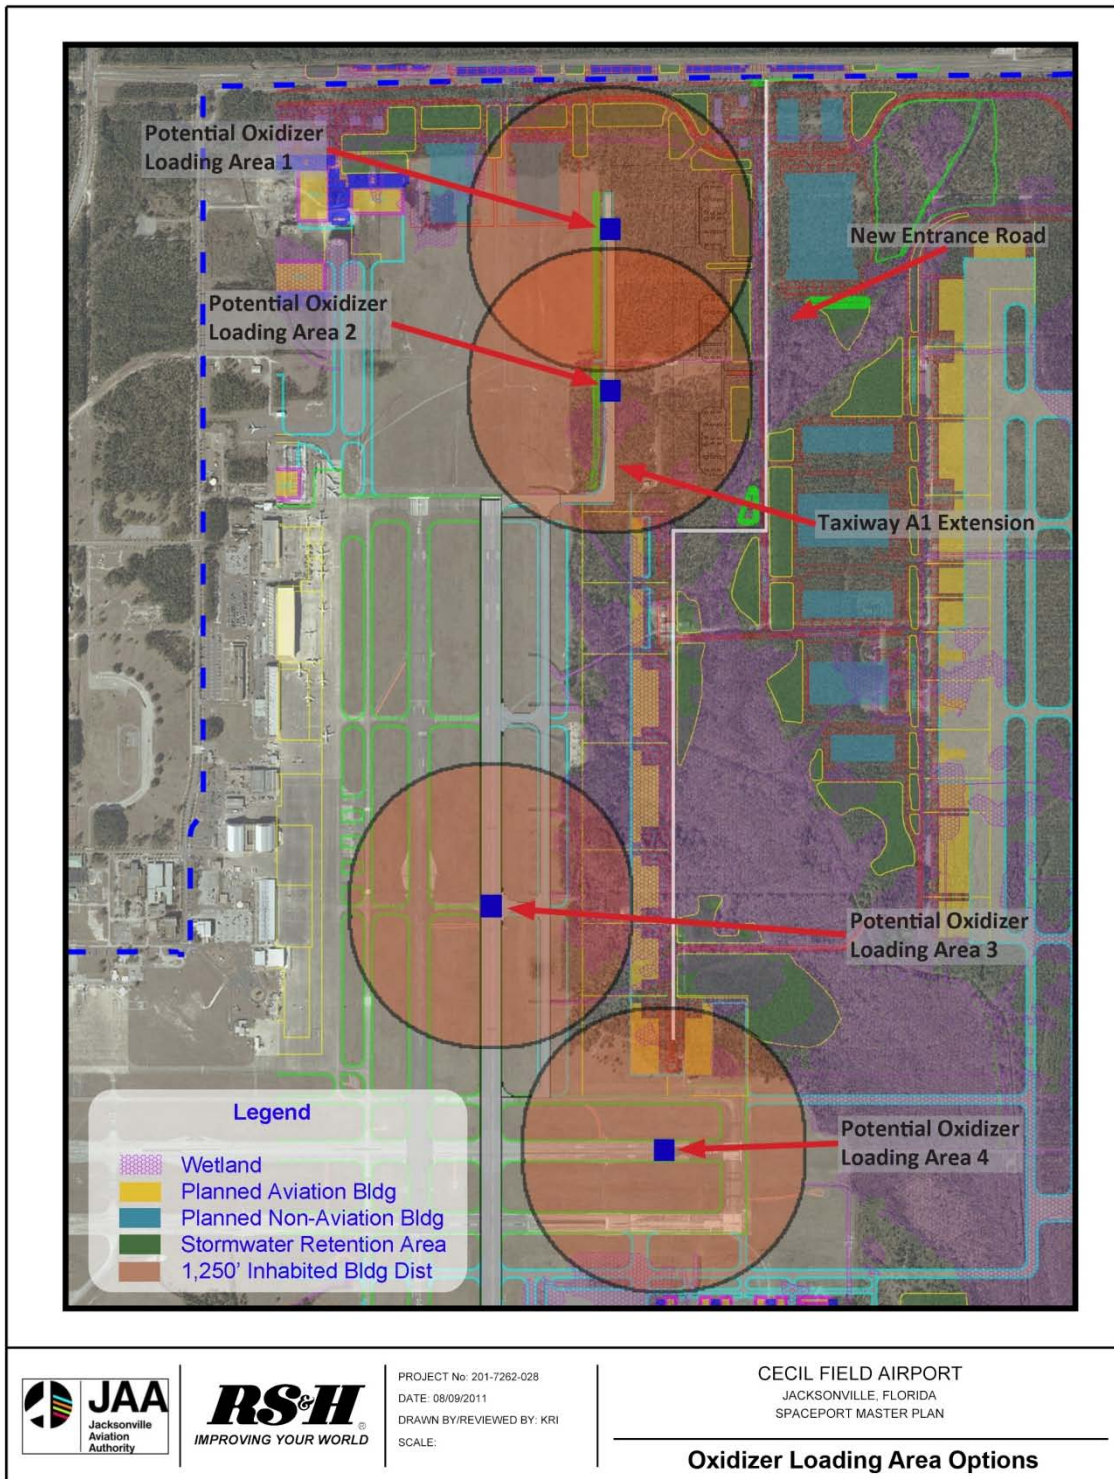 Potential Oxidizer
Loading Area 1
New Entrance Road
Potential Oxidizer
Loading Area 2
Taxiway A1 Extension
Potential Oxidizer
Loading Area 3
Potential Oxidizer
Loading Area 4
Legend
Wetland
Planned Aviation Bldg
Planned Non-Aviation Bldg
Stormwater Retention Area
1,250' Inhabited Bldg Dist
JAA
Jacksonville
Aviation
Authority
RS&H®
IMPROVING YOUR WORLD
PROJECT No: 201-7262-028
DATE: 08/09/2011
DRAWN BY/REVIEWED BY: KRI
SCALE:
CECIL FIELD AIRPORT
JACKSONVILLE, FLORIDA
SPACEPORT MASTER PLAN
Oxidizer Loading Area Options